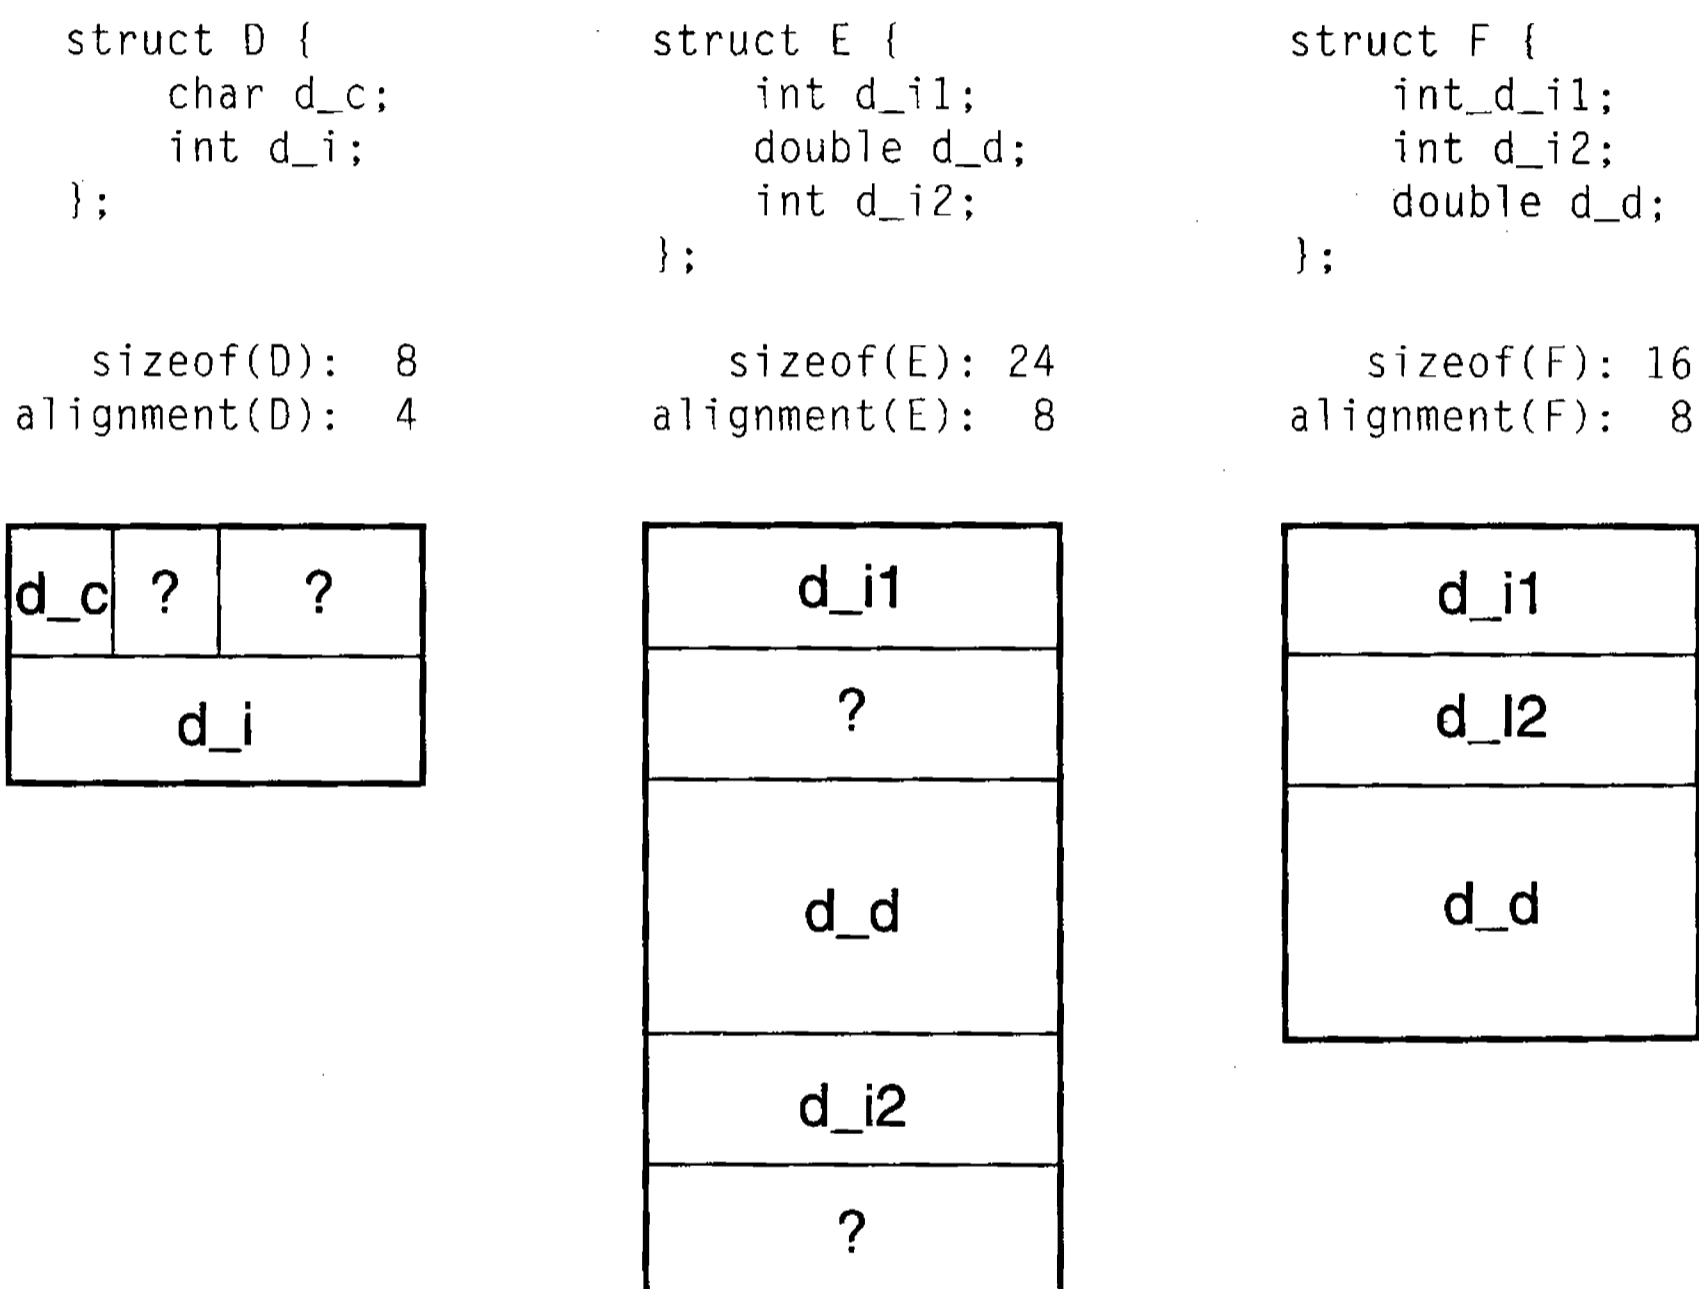 struct D {
char d_c;
int d_i;
};
sizeof(D): 8
alignment(D): 4
d_c ? ?
d_i
struct E {
int d_i1;
double d_d;
int d_i2;
};
sizeof(E): 24
alignment(E): 8
d_i1
?
d_d
d_i2
?
struct F {
int_d_i1;
int d_i2;
double d_d;
};
sizeof(F): 16
alignment(F): 8
d_i1
d_I2
d_d